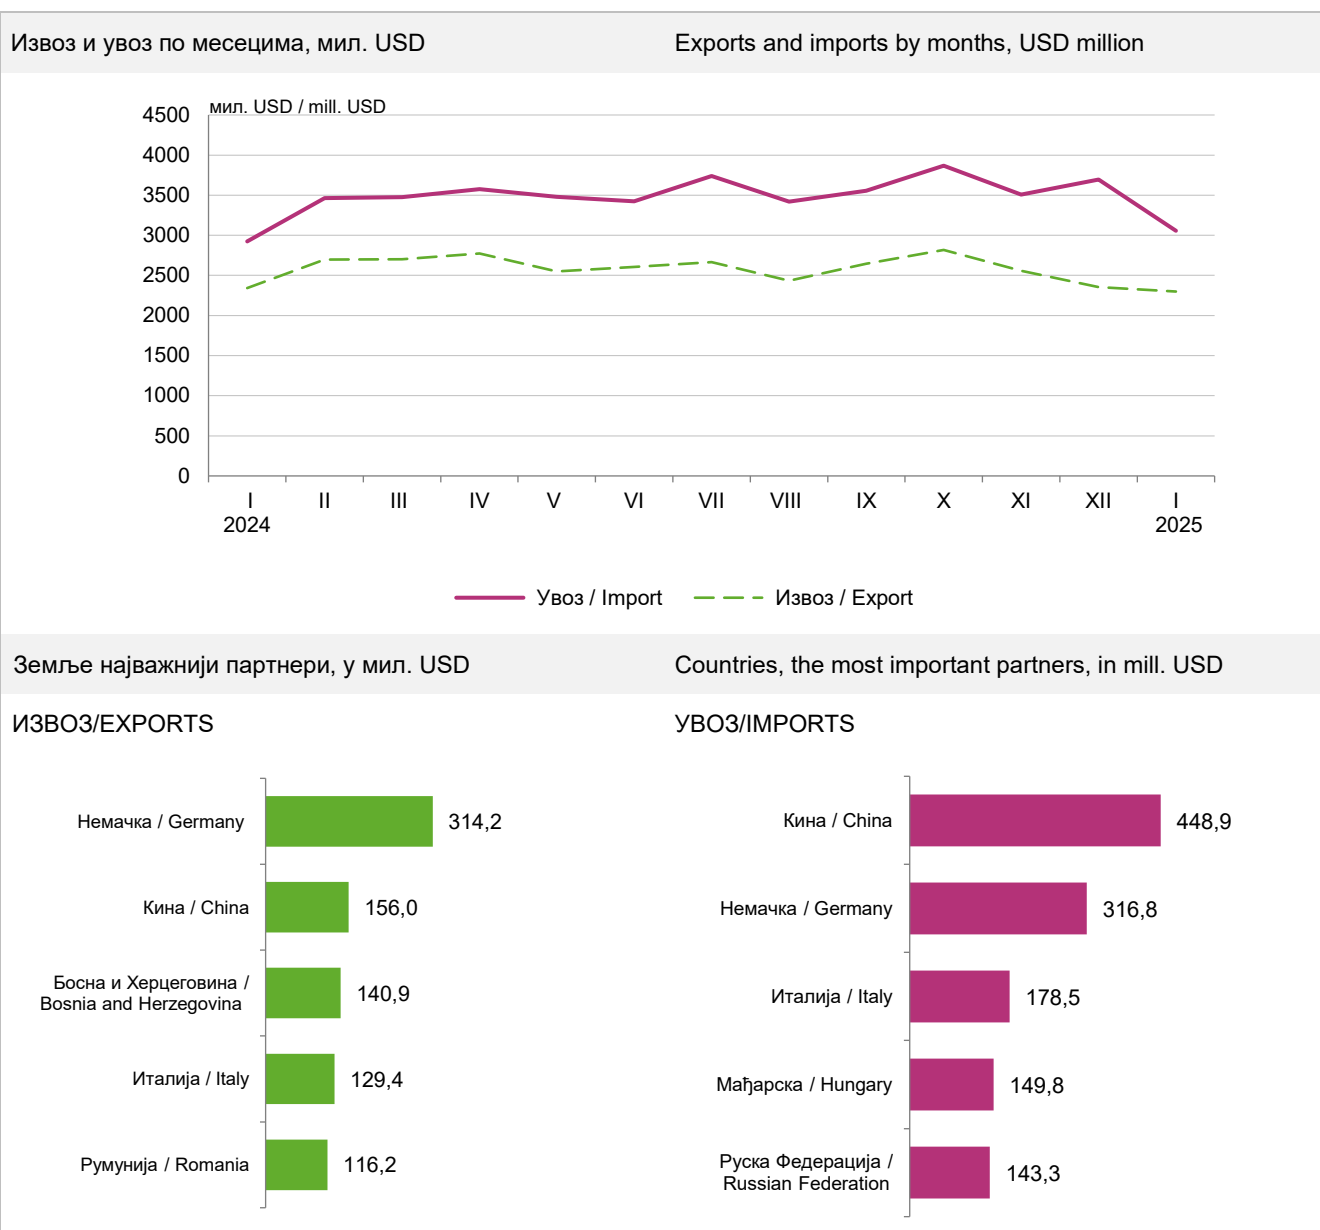 Извоз и увоз по месецима, мил. USD
Exports and imports by months, USD million
мил. USD / mill. USD
4500
4000
3500
3000
2500
2000
1500
1000
500
0
I II III IV V VI VII VIII IX X XI XII I
2024 2025
Увоз / Import Извоз / Export
Земље најважнији партнери, у мил. USD
Countries, the most important partners, in mill. USD
ИЗВОЗ/EXPORTS
Немачка / Germany 314,2
Кина / China 156,0
Босна и Херцеговина /
Bosnia and Herzegovina 140,9
Италија / Italy 129,4
Румунија / Romania 116,2
УВОЗ/IMPORTS
Кина / China 448,9
Немачка / Germany 316,8
Италија / Italy 178,5
Мађарска / Hungary 149,8
Руска Федерација /
Russian Federation 143,3